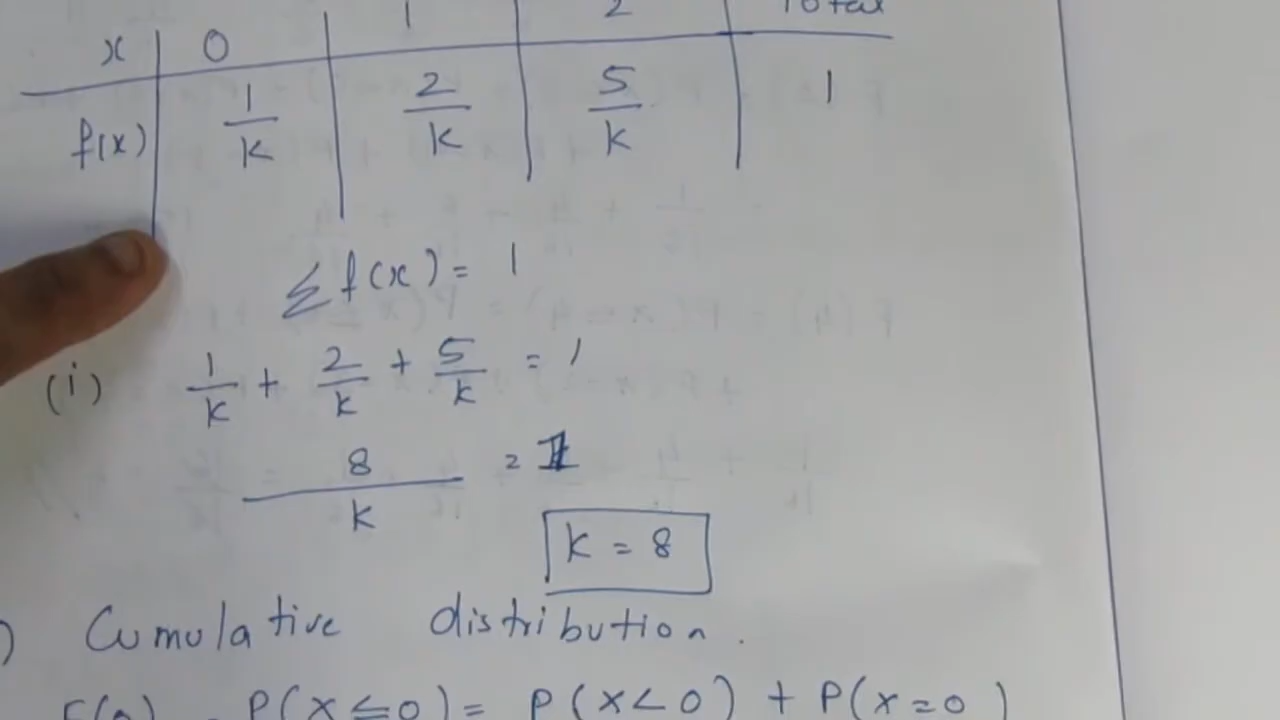 x 0 1 2 Total
f(x) 1/k 2/k 5/k 1
∑ f(x) = 1
(i) 1/k + 2/k + 5/k = 1
8/k = 1
k = 8
) Cumulative distribution.
F(0) = P(X ≤ 0) = P(X < 0) + P(X = 0)